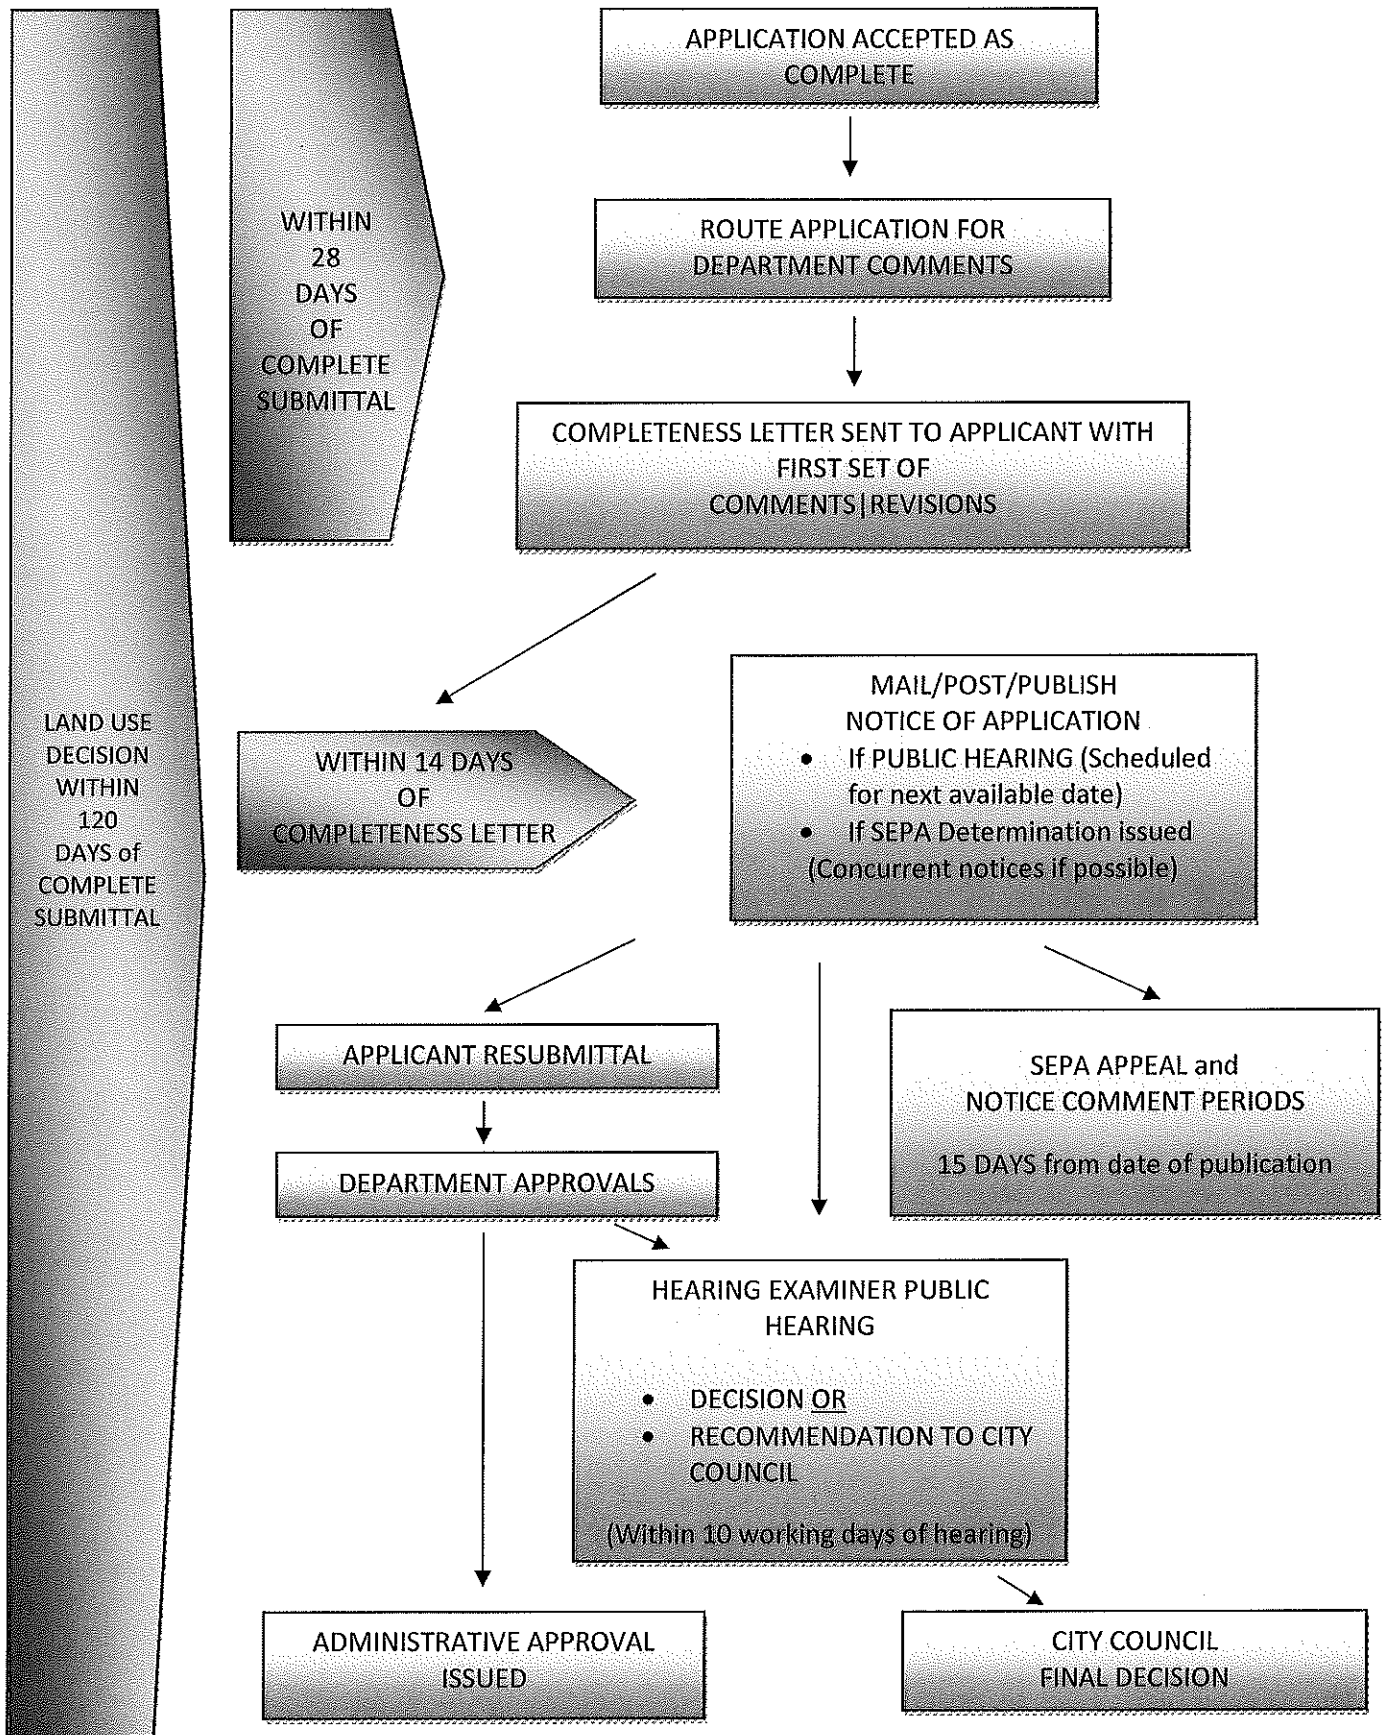 APPLICATION ACCEPTED AS
COMPLETE
WITHIN
28
DAYS
OF
COMPLETE
SUBMITTAL
ROUTE APPLICATION FOR
DEPARTMENT COMMENTS
COMPLETENESS LETTER SENT TO APPLICANT WITH
FIRST SET OF
COMMENTS|REVISIONS
LAND USE
DECISION
WITHIN
120
DAYS of
COMPLETE
SUBMITTAL
WITHIN 14 DAYS
OF
COMPLETENESS LETTER
MAIL/POST/PUBLISH
NOTICE OF APPLICATION
• If PUBLIC HEARING (Scheduled
for next available date)
• If SEPA Determination issued
(Concurrent notices if possible)
APPLICANT RESUBMITTAL
DEPARTMENT APPROVALS
SEPA APPEAL and
NOTICE COMMENT PERIODS
15 DAYS from date of publication
HEARING EXAMINER PUBLIC
HEARING
• DECISION OR
• RECOMMENDATION TO CITY
COUNCIL
(Within 10 working days of hearing)
ADMINISTRATIVE APPROVAL
ISSUED
CITY COUNCIL
FINAL DECISION